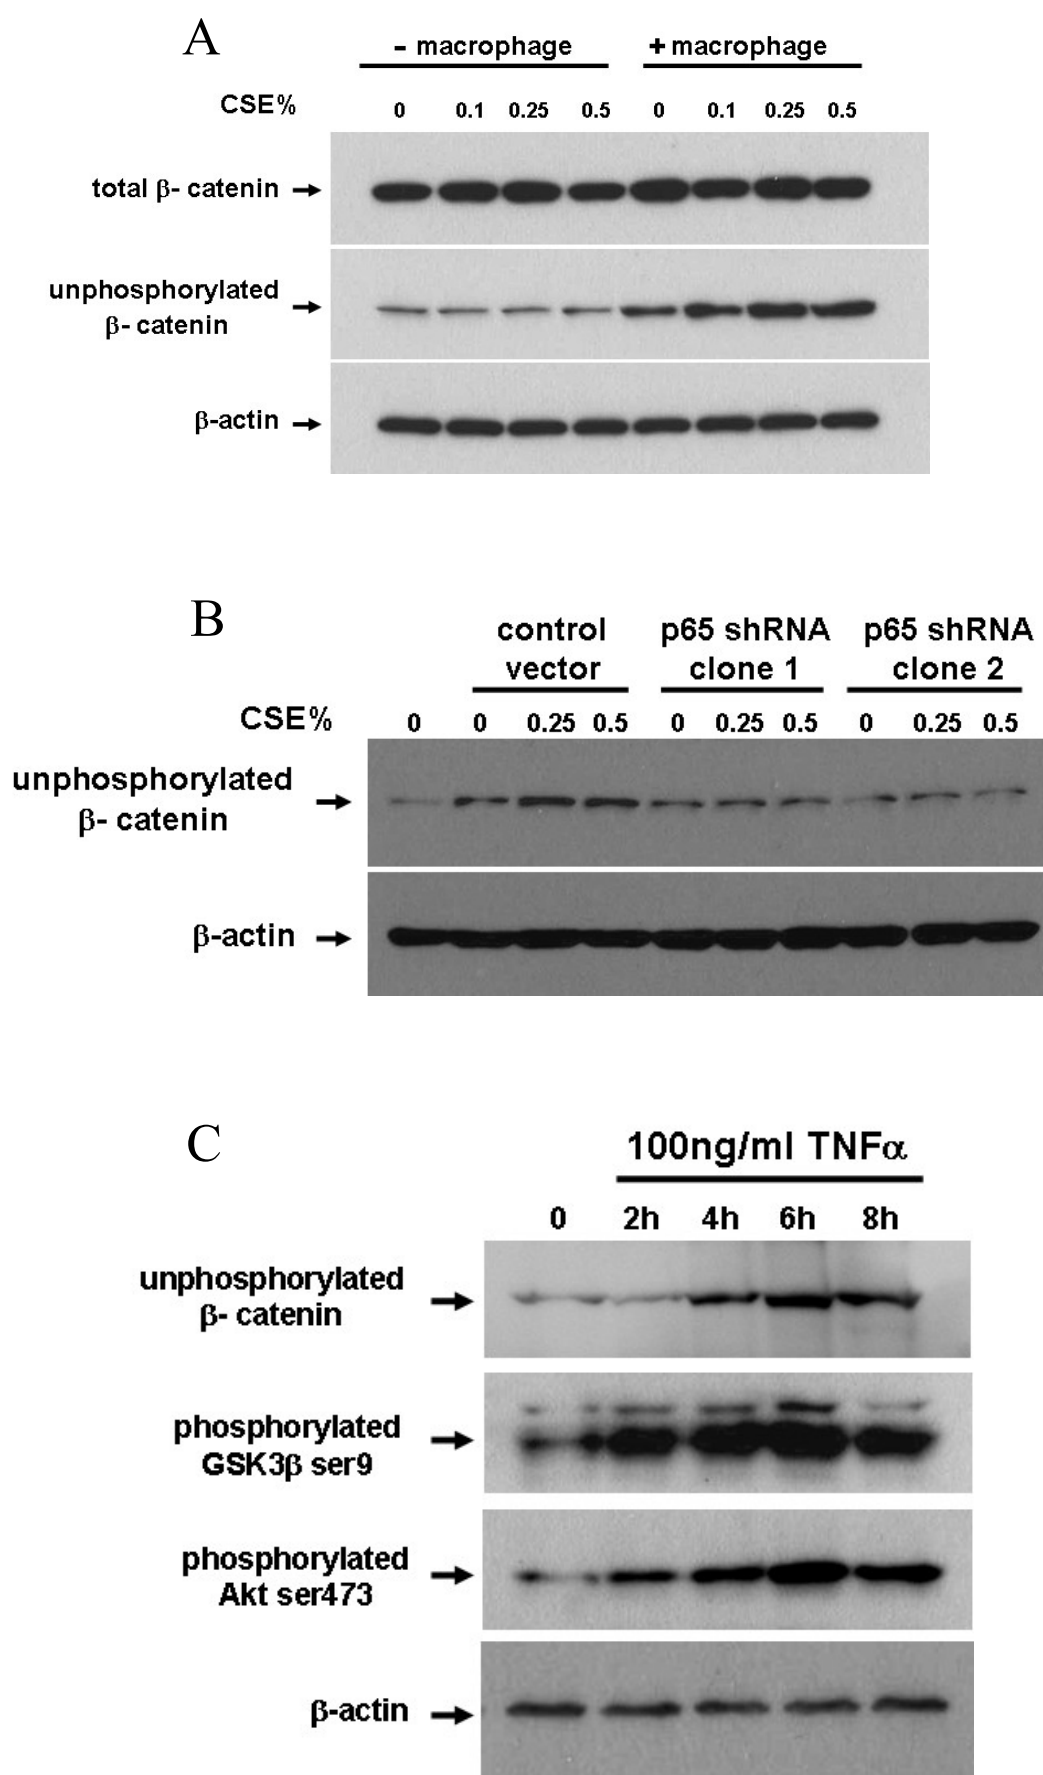 A
- macrophage + macrophage
CSE% 0 0.1 0.25 0.5 0 0.1 0.25 0.5
total β- catenin
unphosphorylated
β- catenin
β-actin
B
control p65 shRNA p65 shRNA
vector clone 1 clone 2
CSE% 0 0 0.25 0.5 0 0.25 0.5 0 0.25 0.5
unphosphorylated
β- catenin
β-actin
C
100ng/ml TNFα
0 2h 4h 6h 8h
unphosphorylated
β- catenin
phosphorylated
GSK3β ser9
phosphorylated
Akt ser473
β-actin